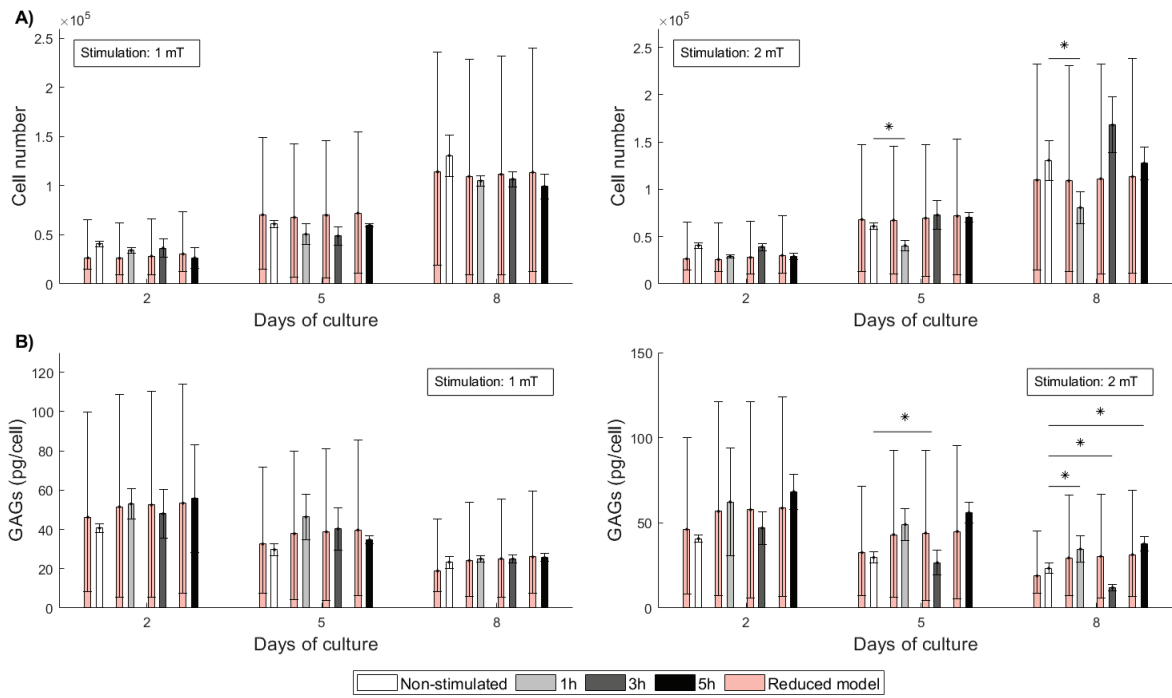 A)
×10⁵
Stimulation: 1 mT
Cell number
2.5
2
1.5
1
0.5
0
2
5
8
Days of culture
×10⁵
Stimulation: 2 mT
Cell number
2.5
2
1.5
1
0.5
0
*
*
2
5
8
Days of culture
B)
Stimulation: 1 mT
GAGs (pg/cell)
120
100
80
60
40
20
0
2
5
8
Days of culture
Stimulation: 2 mT
GAGs (pg/cell)
150
100
50
0
*
*
*
*
2
5
8
Days of culture
Non-stimulated 1h 3h 5h Reduced model